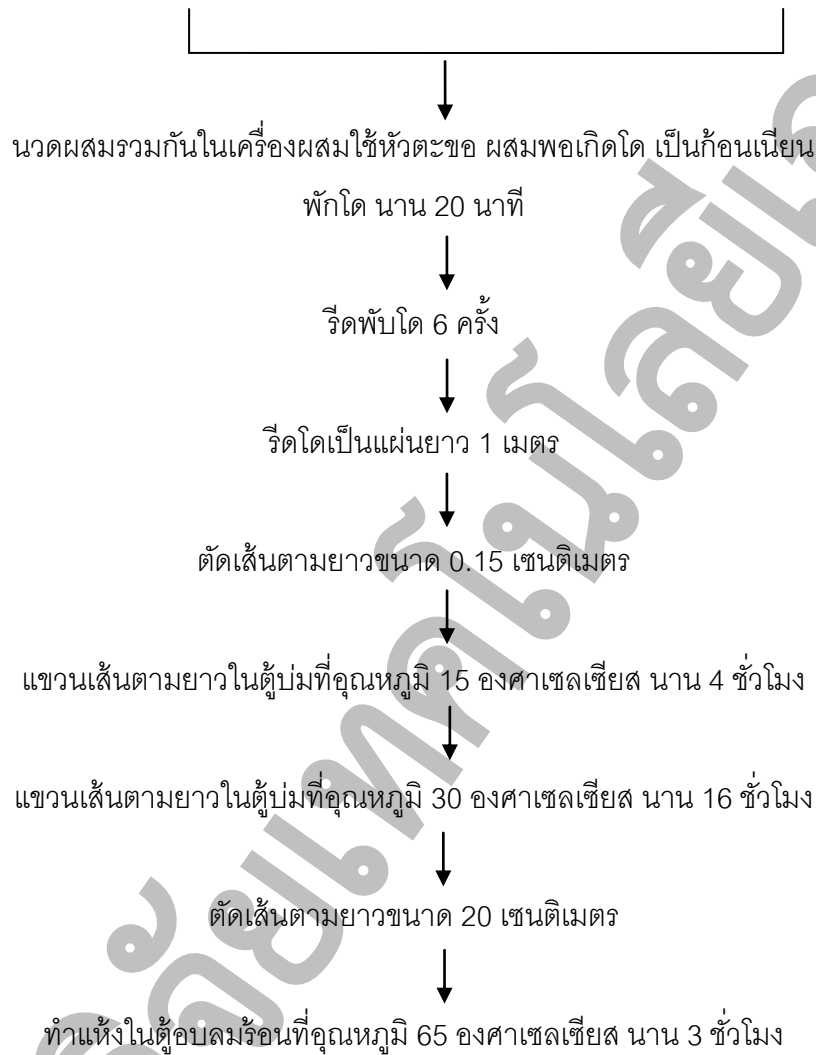 นวดผสมรวมกันในเครื่องผสมใช้หัวตะขอ ผสมพอเกิดโด เป็นก้อนเนียน
พักโด นาน 20 นาที
รีดพับโด 6 ครั้ง
รีดโดเป็นแผ่นยาว 1 เมตร
ตัดเส้นตามยาวขนาด 0.15 เซนติเมตร
แขวนเส้นตามยาวในตู้บ่มที่อุณหภูมิ 15 องศาเซลเซียส นาน 4 ชั่วโมง
แขวนเส้นตามยาวในตู้บ่มที่อุณหภูมิ 30 องศาเซลเซียส นาน 16 ชั่วโมง
ตัดเส้นตามยาวขนาด 20 เซนติเมตร
ทำแห้งในตู้อบลมร้อนที่อุณหภูมิ 65 องศาเซลเซียส นาน 3 ชั่วโมง